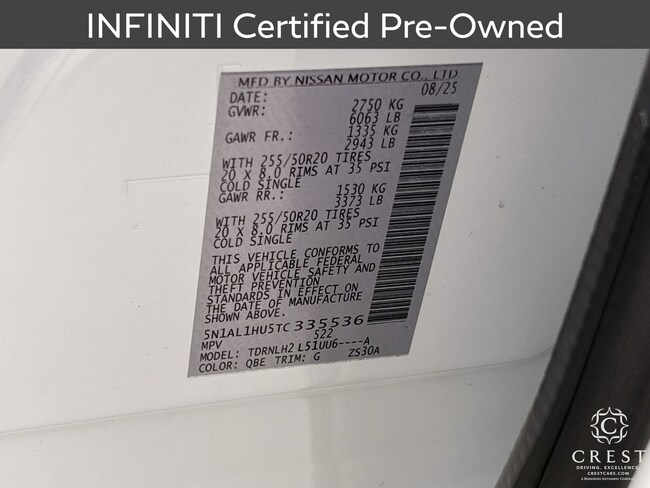 INFINITI Certified Pre-Owned
MFD BY NISSAN MOTOR CO., LTD
DATE: 08/25
GVWR: 2750 KG
6063 LB
GAWR FR.: 1335 KG
2943 LB
WITH 255/50R20 TIRES
20 X 8.0 RIMS AT 35 PSI
COLD SINGLE
GAWR RR.: 1530 KG
3373 LB
WITH 255/50R20 TIRES
20 X 8.0 RIMS AT 35 PSI
COLD SINGLE
THIS VEHICLE CONFORMS TO
ALL APPLICABLE FEDERAL
MOTOR VEHICLE SAFETY AND
THEFT PREVENTION
STANDARDS IN EFFECT ON
THE DATE OF MANUFACTURE
SHOWN ABOVE.
5N1AL1HU5TC335536
MPV 522
MODEL: TDRNLH2 L51UU6----A
COLOR: QBE TRIM: G ZS30A
CREST
DRIVING. EXCELLENCE.
CRESTCARS.COM
A BERKSHIRE HATHAWAY COMPANY